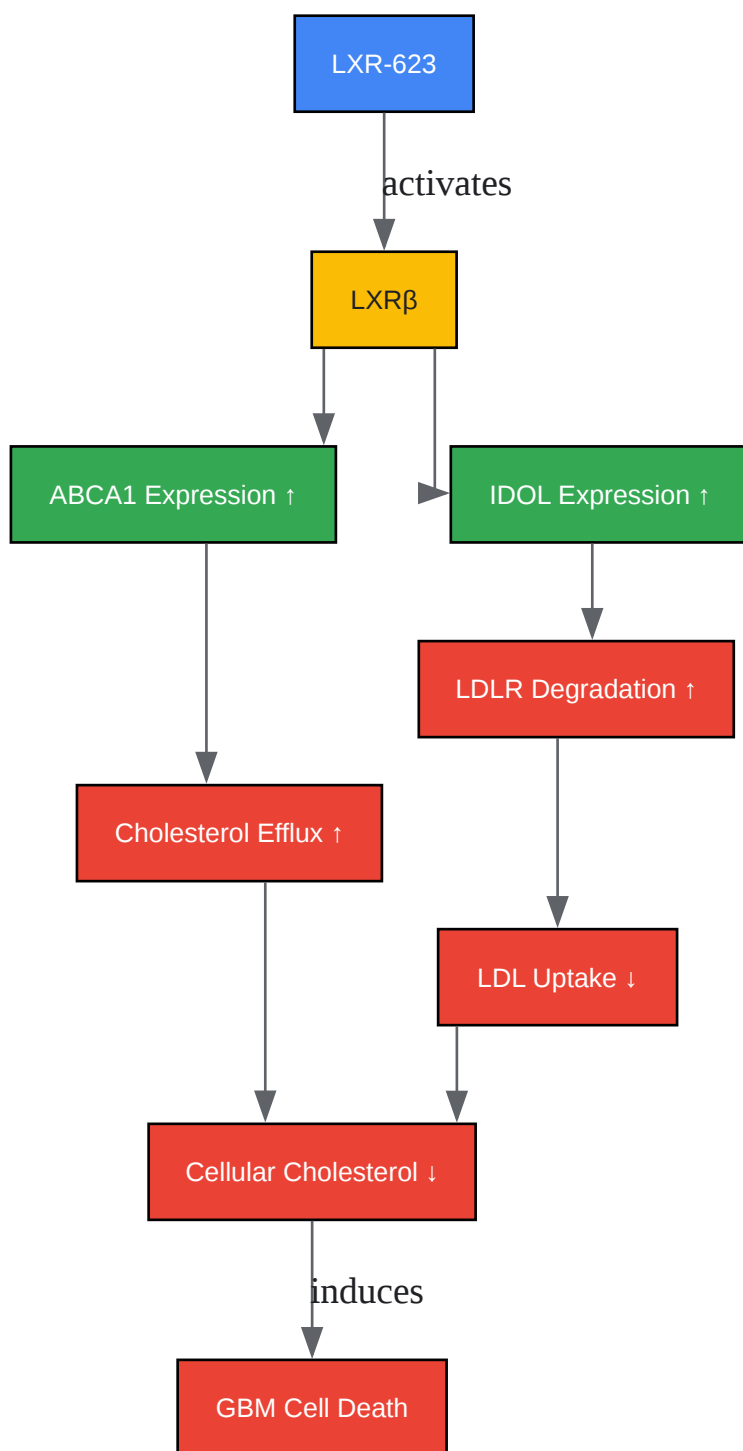 LXR-623
activates
LXRβ
ABCA1 Expression ↑
IDOL Expression ↑
LDLR Degradation ↑
Cholesterol Efflux ↑
LDL Uptake ↓
Cellular Cholesterol ↓
induces
GBM Cell Death